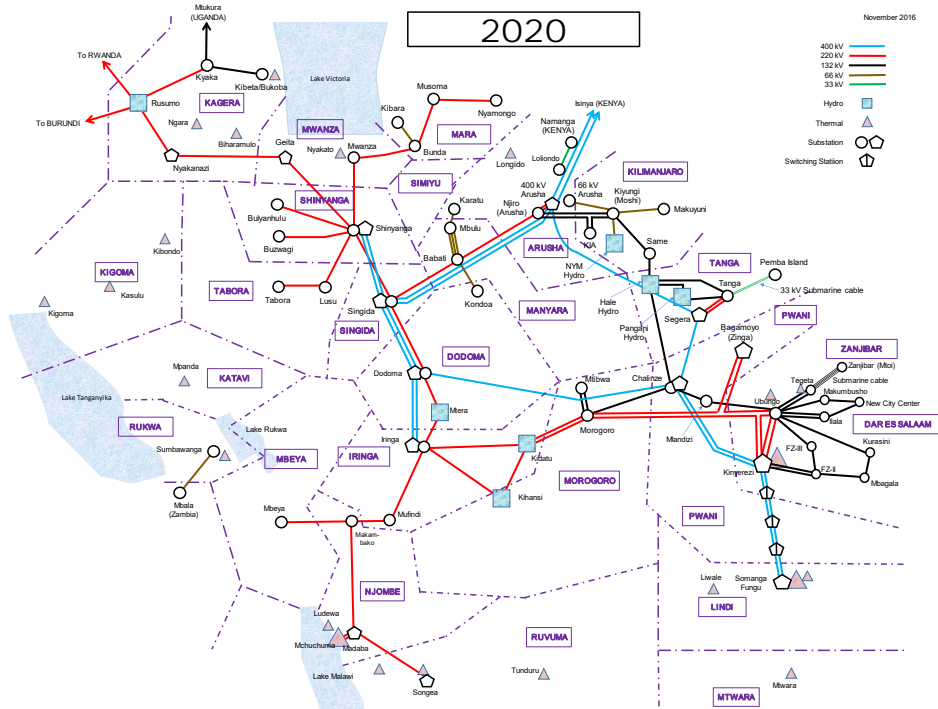 2020
November 2016
400 kV
220 kV
132 kV
66 kV
33 kV
Hydro
Thermal
Substation
Switching Statiion
Mtukura
(UGANDA)
To RWANDA
Kyaka
Kibeta/Bukoba
Rusumo
KAGERA
To BURUNDI
Ngara
Biharamulo
Nyakanazi
Geita
Lake Victoria
MWANZA
Nyakato
Mwanza
Musoma
Kibara
Nyamongo
Bunda
MARA
SIMIYU
Longido
Isinya (KENYA)
Namanga
(KENYA)
Loliondo
KILIMANJARO
400 kV
Arusha
66 kV
Arusha
Kiyungi
(Moshi)
Makuyuni
Njiro
(Arusha)
KIA
ARUSHA
NYM
Hydro
Same
SHINYANGA
Bulyanhulu
Shinyanga
Buzwagi
Karatu
Mbulu
Babati
Kondoa
Kibondo
KIGOMA
Kasulu
Kigoma
TABORA
Tabora
Lusu
Singida
SINGIDA
MANYARA
Hale
Hydro
Pangani
Hydro
TANGA
Tanga
Pemba Island
33 kV Submarine cable
Segera
PWANI
Bagamoyo
(Zinga)
DODOMA
Dodoma
Mpanda
KATAVI
Lake Tanganyika
RUKWA
Lake Rukwa
Sumbawanga
MBEYA
Mbala
(Zambia)
Mtera
Iringa
IRINGA
Kidatu
Kihansi
Mtibwa
Morogoro
MOROGORO
Chalinze
Mlandizi
ZANJIBAR
Zanjibar (Mtoi)
Tegeta
Submarine cable
Makumbusho
Ubungo
New City Center
Ilala
DAR ES SALAAM
Kurasini
FZ-III
FZ-II
Mbagala
Kinyerezi
PWANI
Mbeya
Mufindi
Makam-
bako
NJOMBE
Ludewa
Mchuchuma
Madaba
Lake Malawi
Songea
RUVUMA
Tunduru
Liwale
Somanga
Fungu
LINDI
Mtwara
MTWARA